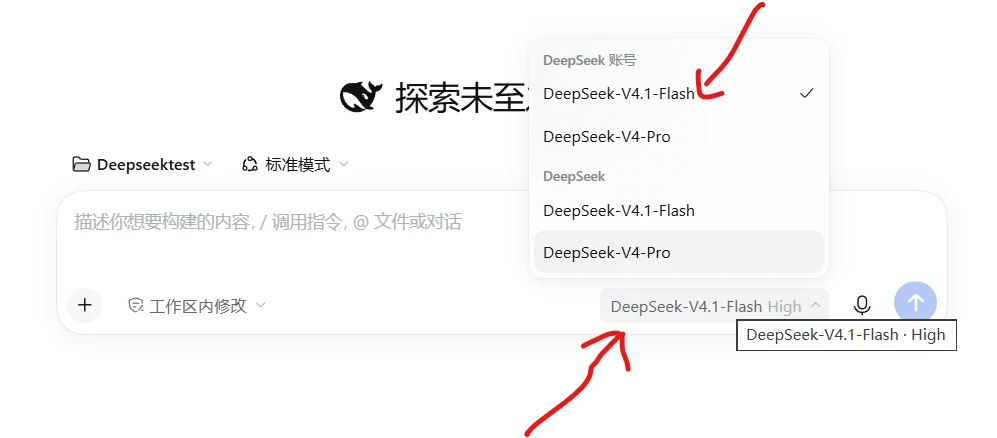 DeepSeek 账号
DeepSeek-V4.1-Flash
探索未至
DeepSeek-V4-Pro
Deepseektest
标准模式
DeepSeek
DeepSeek-V4.1-Flash
描述你想要构建的内容, / 调用指令, @ 文件或对话
DeepSeek-V4-Pro
工作区内修改
DeepSeek-V4.1-Flash High
DeepSeek-V4.1-Flash · High